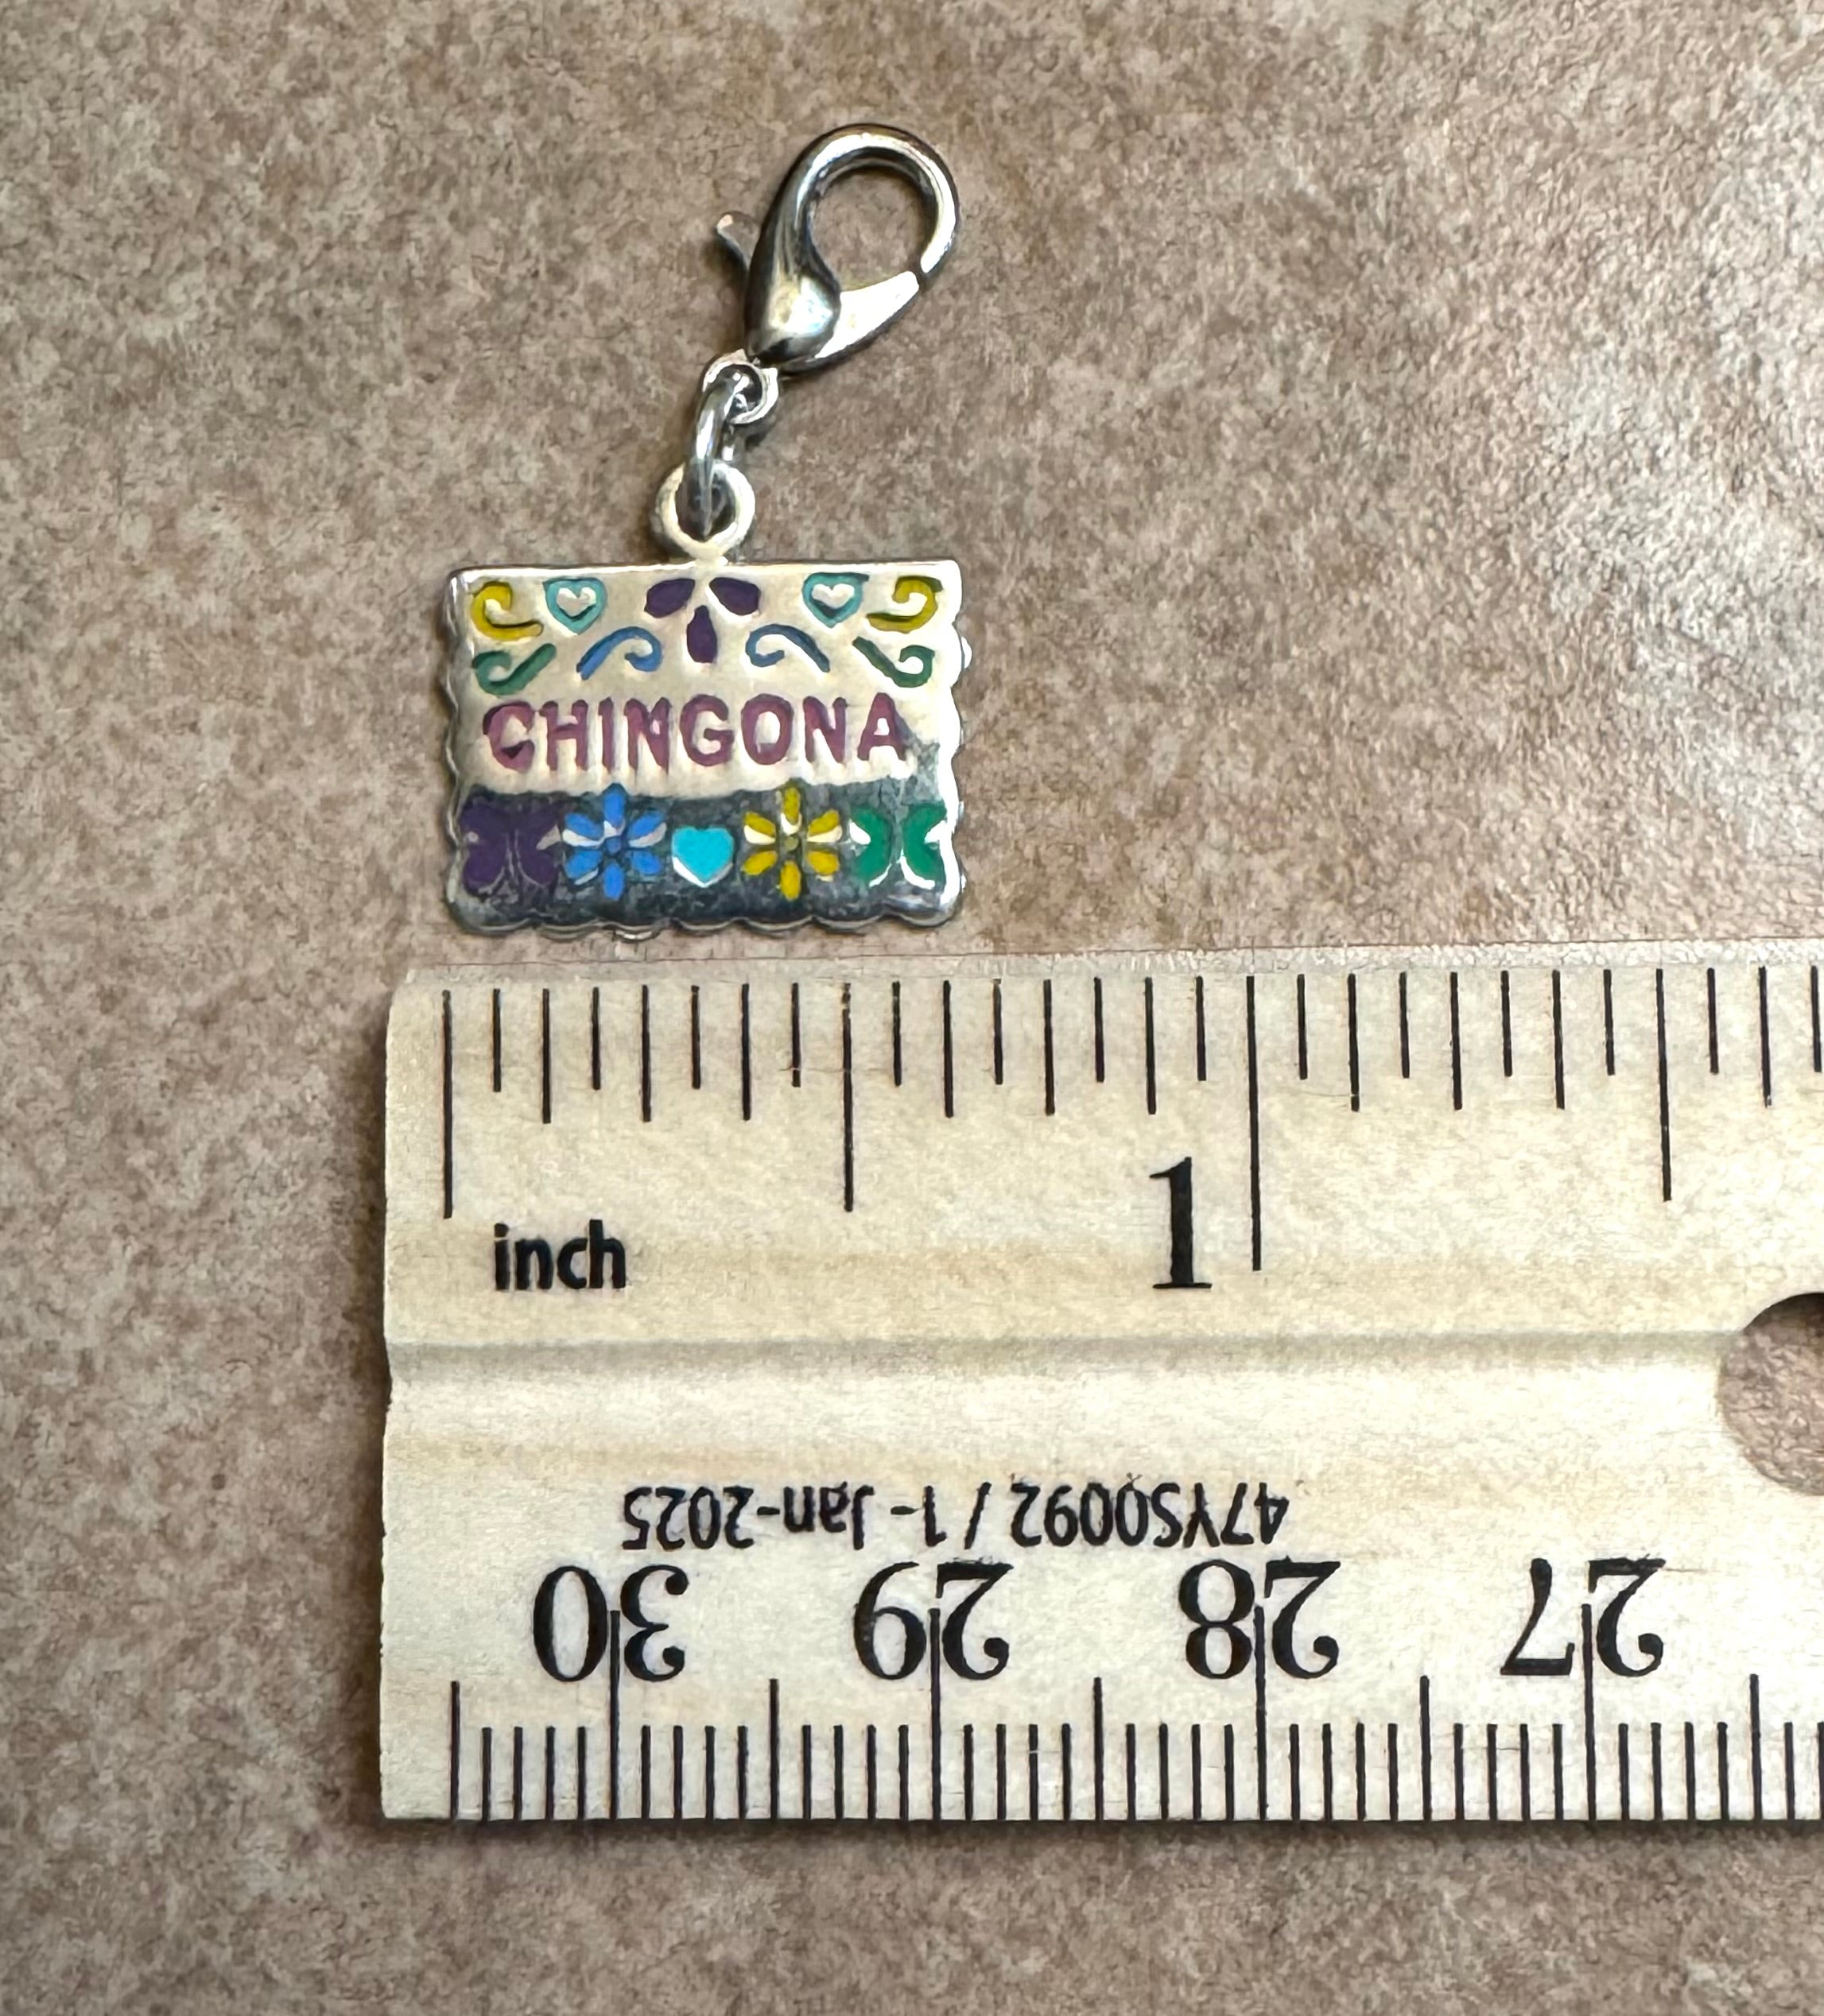 CHINGONA
inch
1
47YS0092 / 1- Jan-2025
30 29 28 27